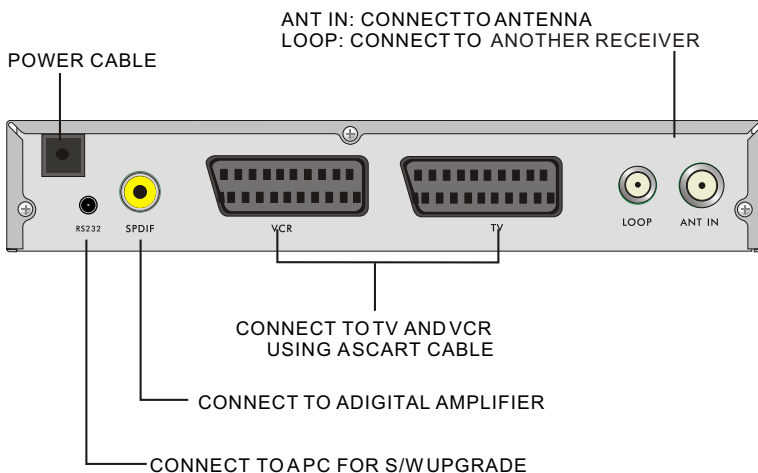 ANT IN: CONNECT TO ANTENNA
LOOP: CONNECT TO ANOTHER RECEIVER
POWER CABLE
RS232
SPDIF
VCR
TV
LOOP
ANT IN
CONNECT TO TV AND VCR
USING A SCART CABLE
CONNECT TO A DIGITAL AMPLIFIER
CONNECT TO A PC FOR S/W UPGRADE